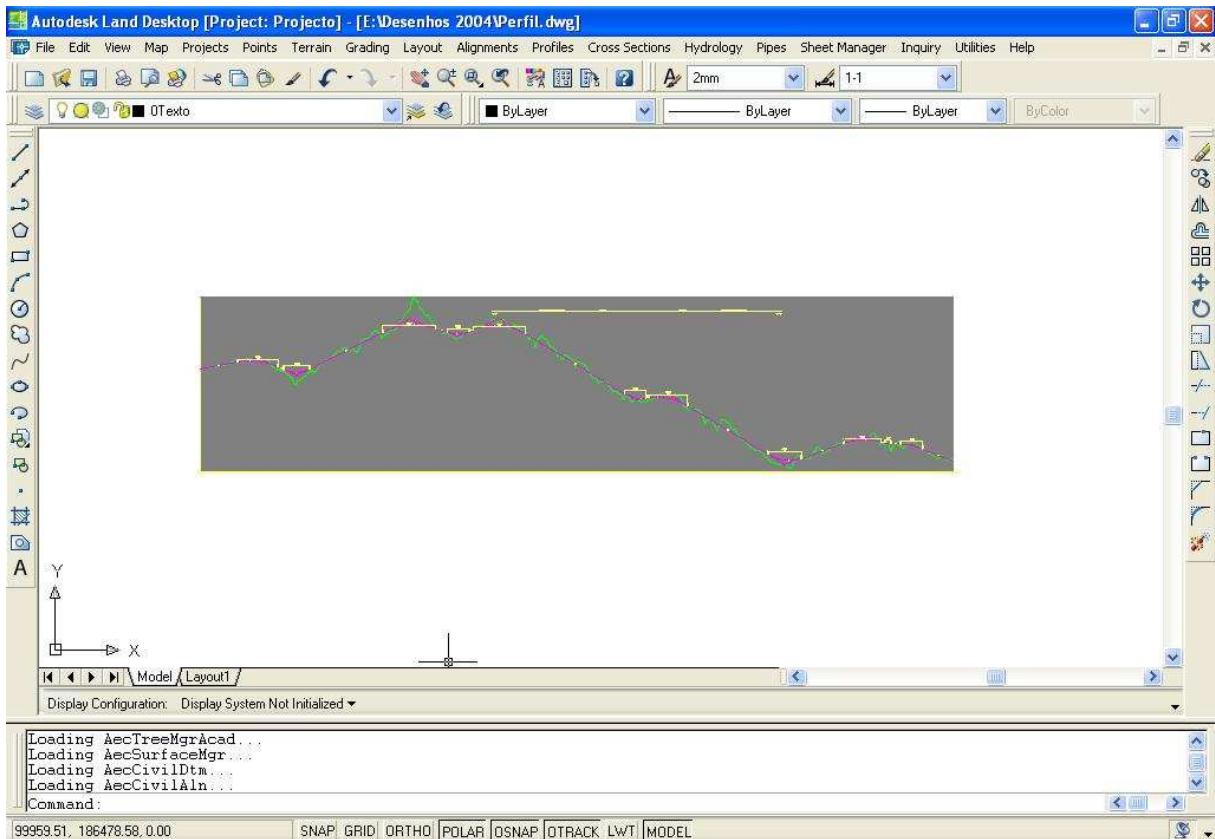 Autodesk Land Desktop [Project: Projecto] - [E:\Desenhos 2004\Perfil.dwg]
File Edit View Map Projects Points Terrain Grading Layout Alignments Profiles Cross Sections Hydrology Pipes Sheet Manager Inquiry Utilities Help
2mm 1-1
0Texto ByLayer ByLayer ByLayer ByColor
A
Y
X
Model Layout1
Display Configuration: Display System Not Initialized
Loading AecTreeMgrAcad...
Loading AecSurfaceMgr...
Loading AecCivilDtm...
Loading AecCivilAln...
Command:
99959.51, 186478.58, 0.00 SNAP GRID ORTHO POLAR OSNAP OTRACK LWT MODEL